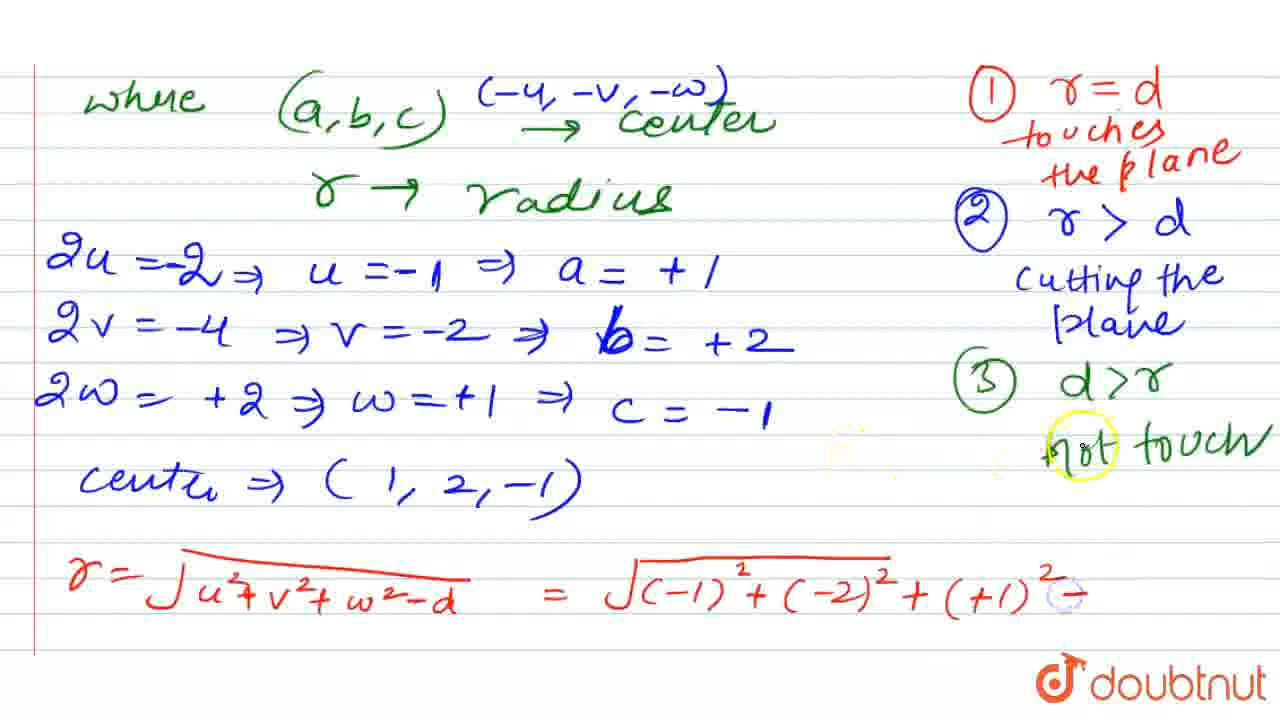 where (a, b, c) (-u, -v, -w) → center
r → radius
2u = -2 ⇒ u = -1 ⇒ a = +1
2v = -4 ⇒ v = -2 ⇒ b = +2
2w = +2 ⇒ w = +1 ⇒ c = -1
center ⇒ (1, 2, -1)
r = √(u²+v²+w²-d) = √((-1)²+(-2)²+(+1)² -
① r = d
touches
the plane
② r > d
cutting the
plane
③ d > r
not touch
doubtnut